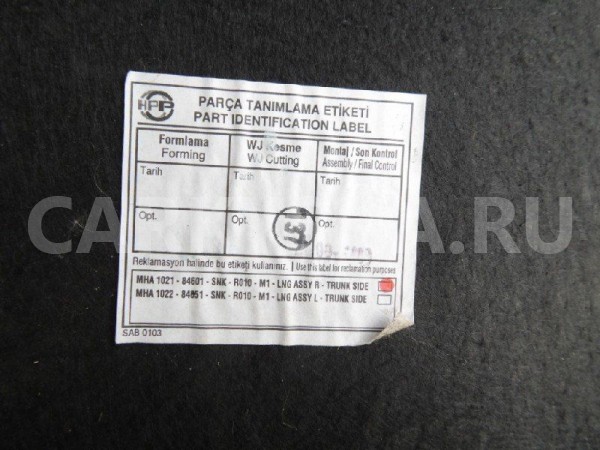 HPP
PARÇA TANIMLAMA ETİKETİ
PART IDENTIFICATION LABEL
Formlama
Forming
WJ Kesme
WJ Cutting
Montaj / Son Kontrol
Assembly / Final Control
Tarih
Tarih
Tarih
Opt.
Opt.
Opt.
131
Reklamasyon halinde bu etiketi kullanınız. | Use this label for reclamation purposes
MHA 1021 - 84601 - SNK - R010 - M1 - LNG ASSY R - TRUNK SIDE
MHA 1022 - 84651 - SNK - R010 - M1 - LNG ASSY L - TRUNK SIDE
SAB 0103